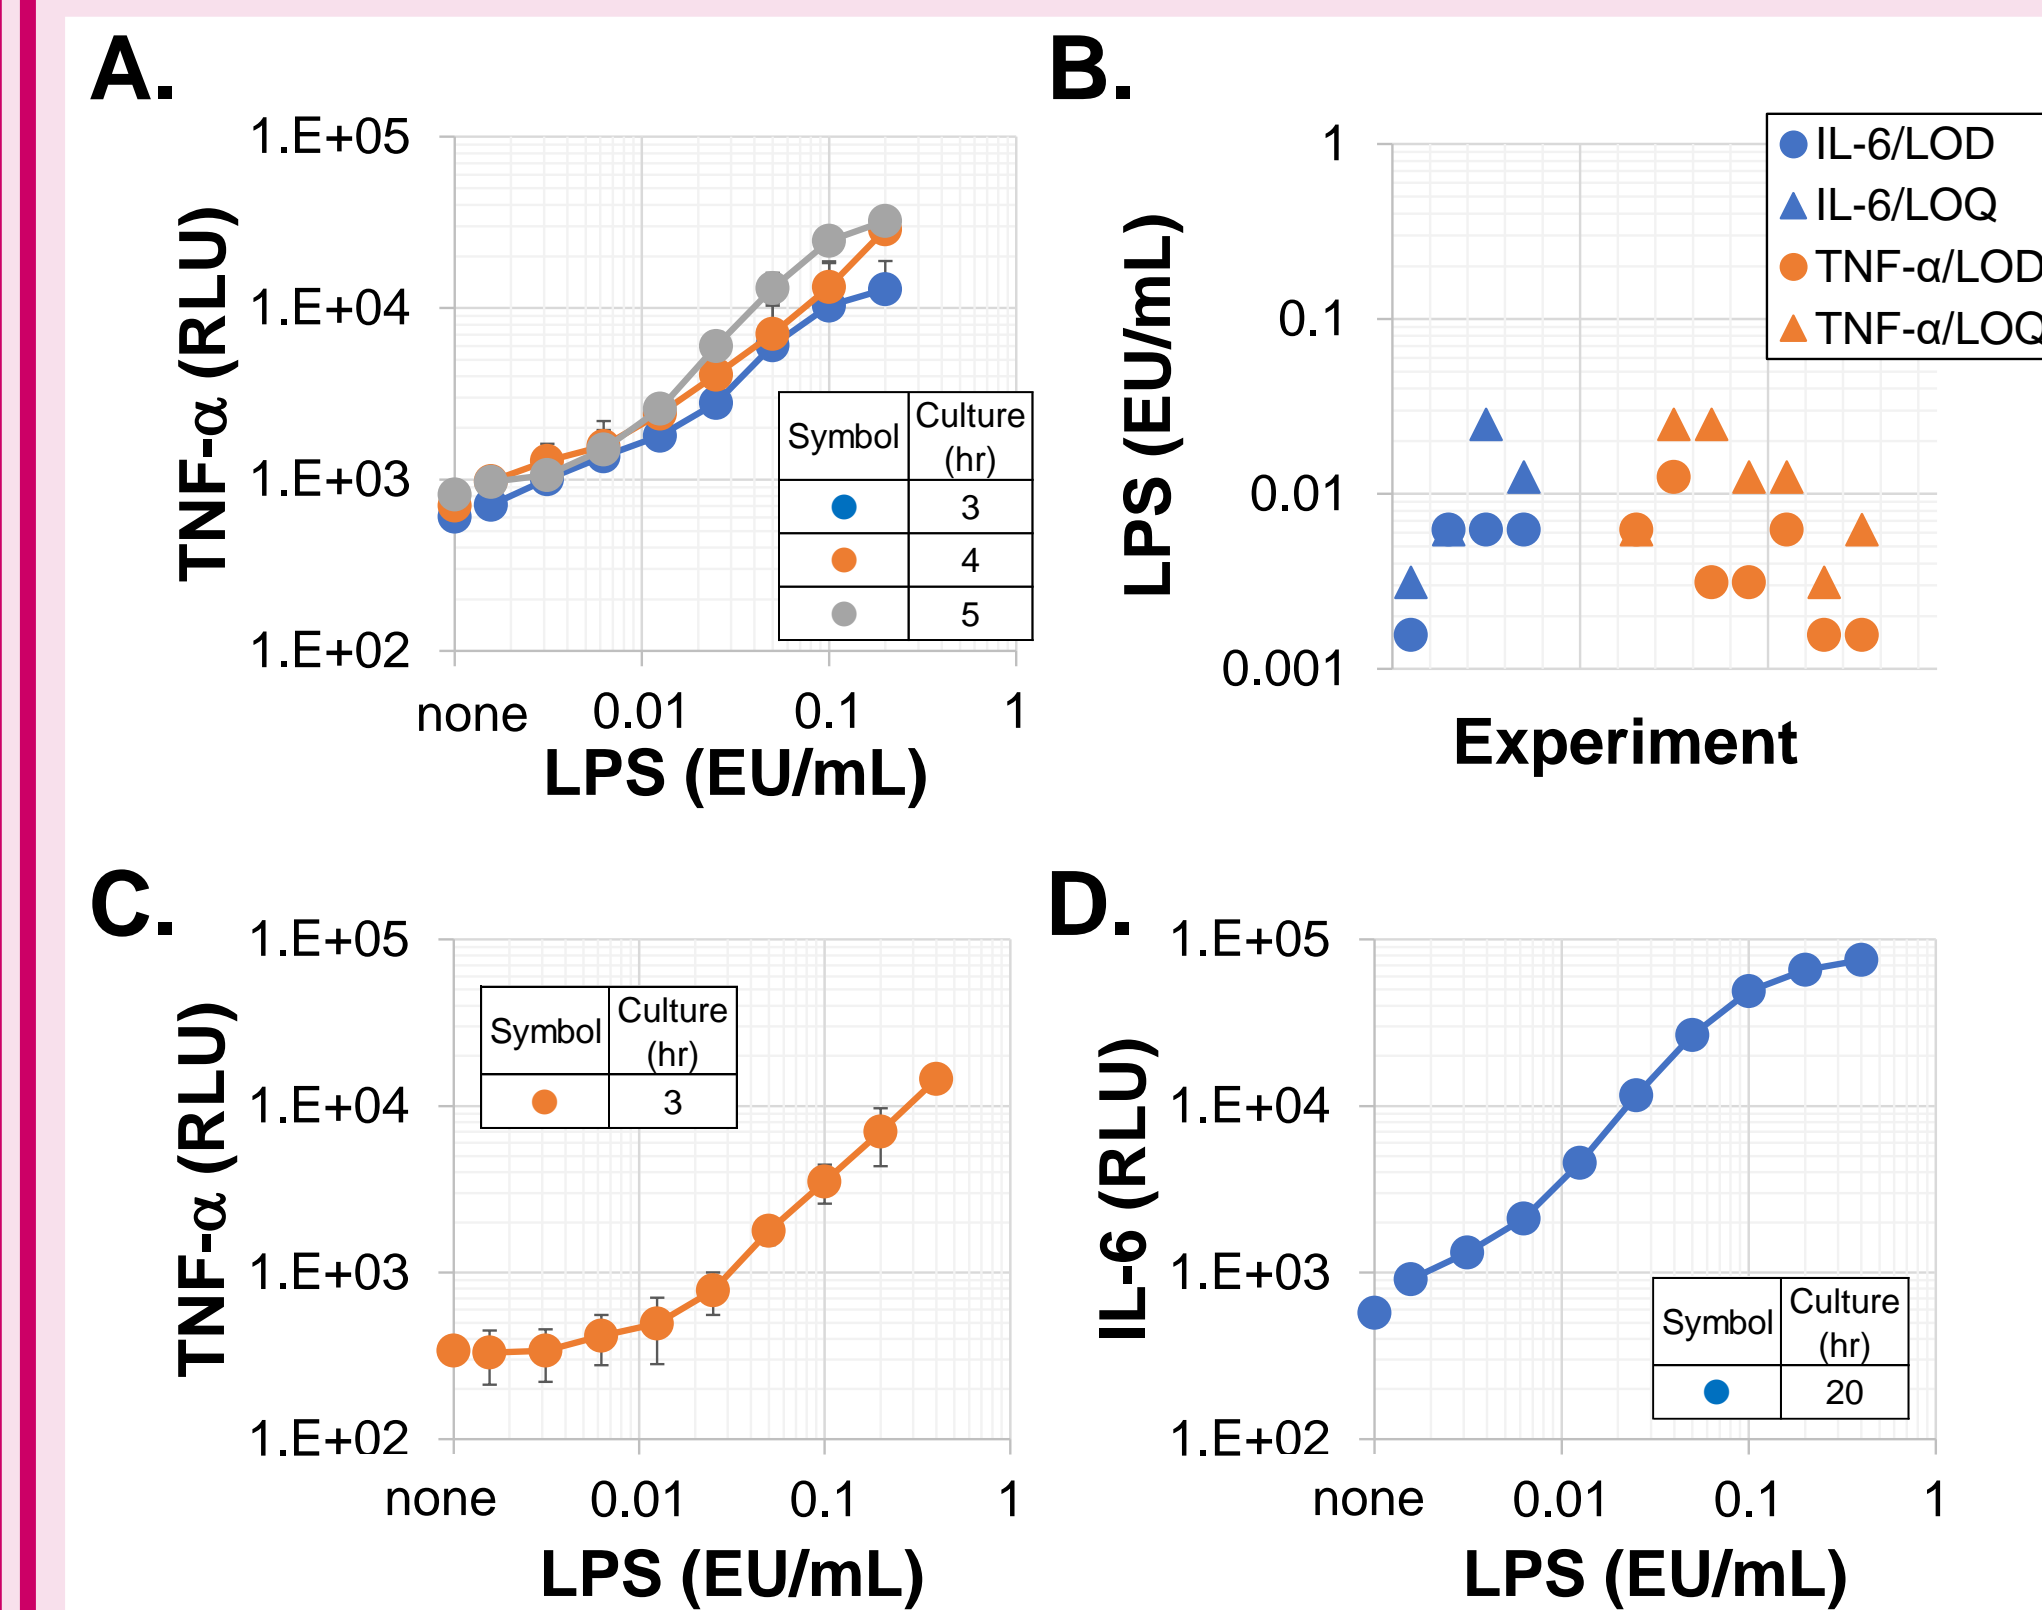 A.
1.E+05
1.E+04
1.E+03
1.E+02
TNF-α (RLU)
none 0.01 0.1 1
LPS (EU/mL)
Symbol Culture (hr)
3
4
5
B.
1
0.1
0.01
0.001
LPS (EU/mL)
Experiment
IL-6/LOD
IL-6/LOQ
TNF-α/LOD
TNF-α/LOQ
C.
1.E+05
1.E+04
1.E+03
1.E+02
TNF-α (RLU)
Symbol Culture (hr)
3
none 0.01 0.1 1
LPS (EU/mL)
D.
1.E+05
1.E+04
1.E+03
1.E+02
IL-6 (RLU)
Symbol Culture (hr)
20
none 0.01 0.1 1
LPS (EU/mL)